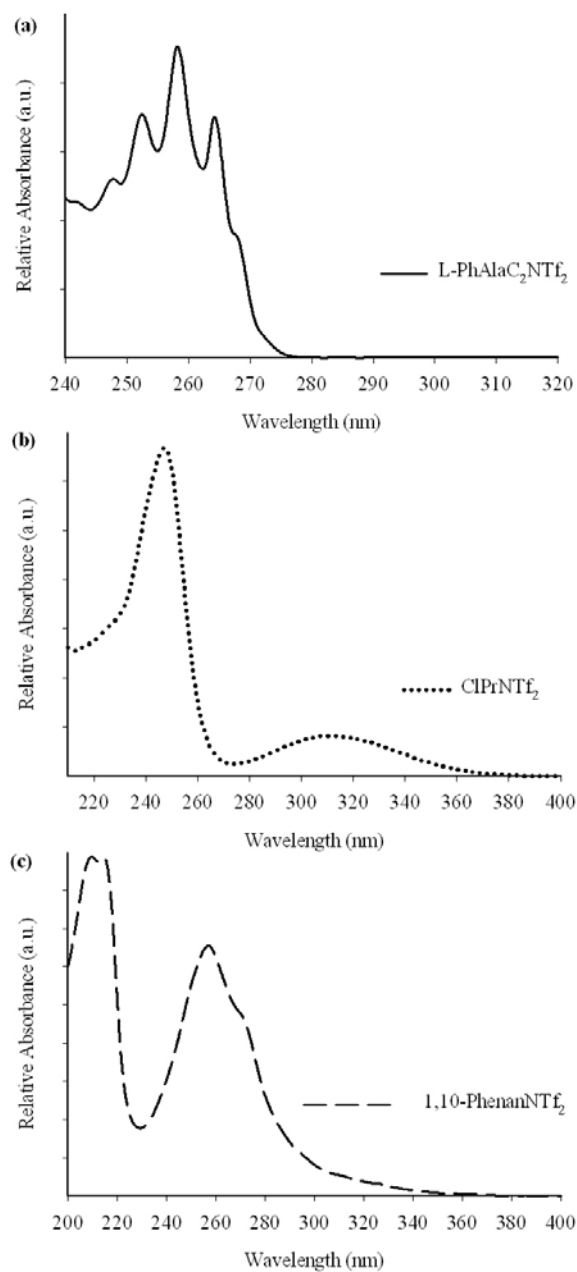 (a)
Relative Absorbance (a.u.)
L-PhAlaC₂NTf₂
240 250 260 270 280 290 300 310 320
Wavelength (nm)
(b)
Relative Absorbance (a.u.)
ClPrNTf₂
220 240 260 280 300 320 340 360 380 400
Wavelength (nm)
(c)
Relative Absorbance (a.u.)
1,10-PhenanNTf₂
200 220 240 260 280 300 320 340 360 380 400
Wavelength (nm)